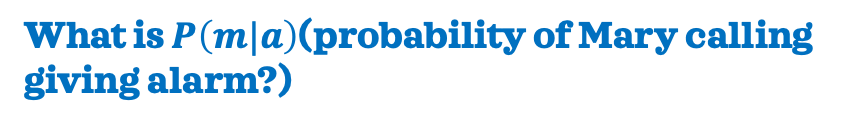 What is P(m|a)(probability of Mary calling
giving alarm?)